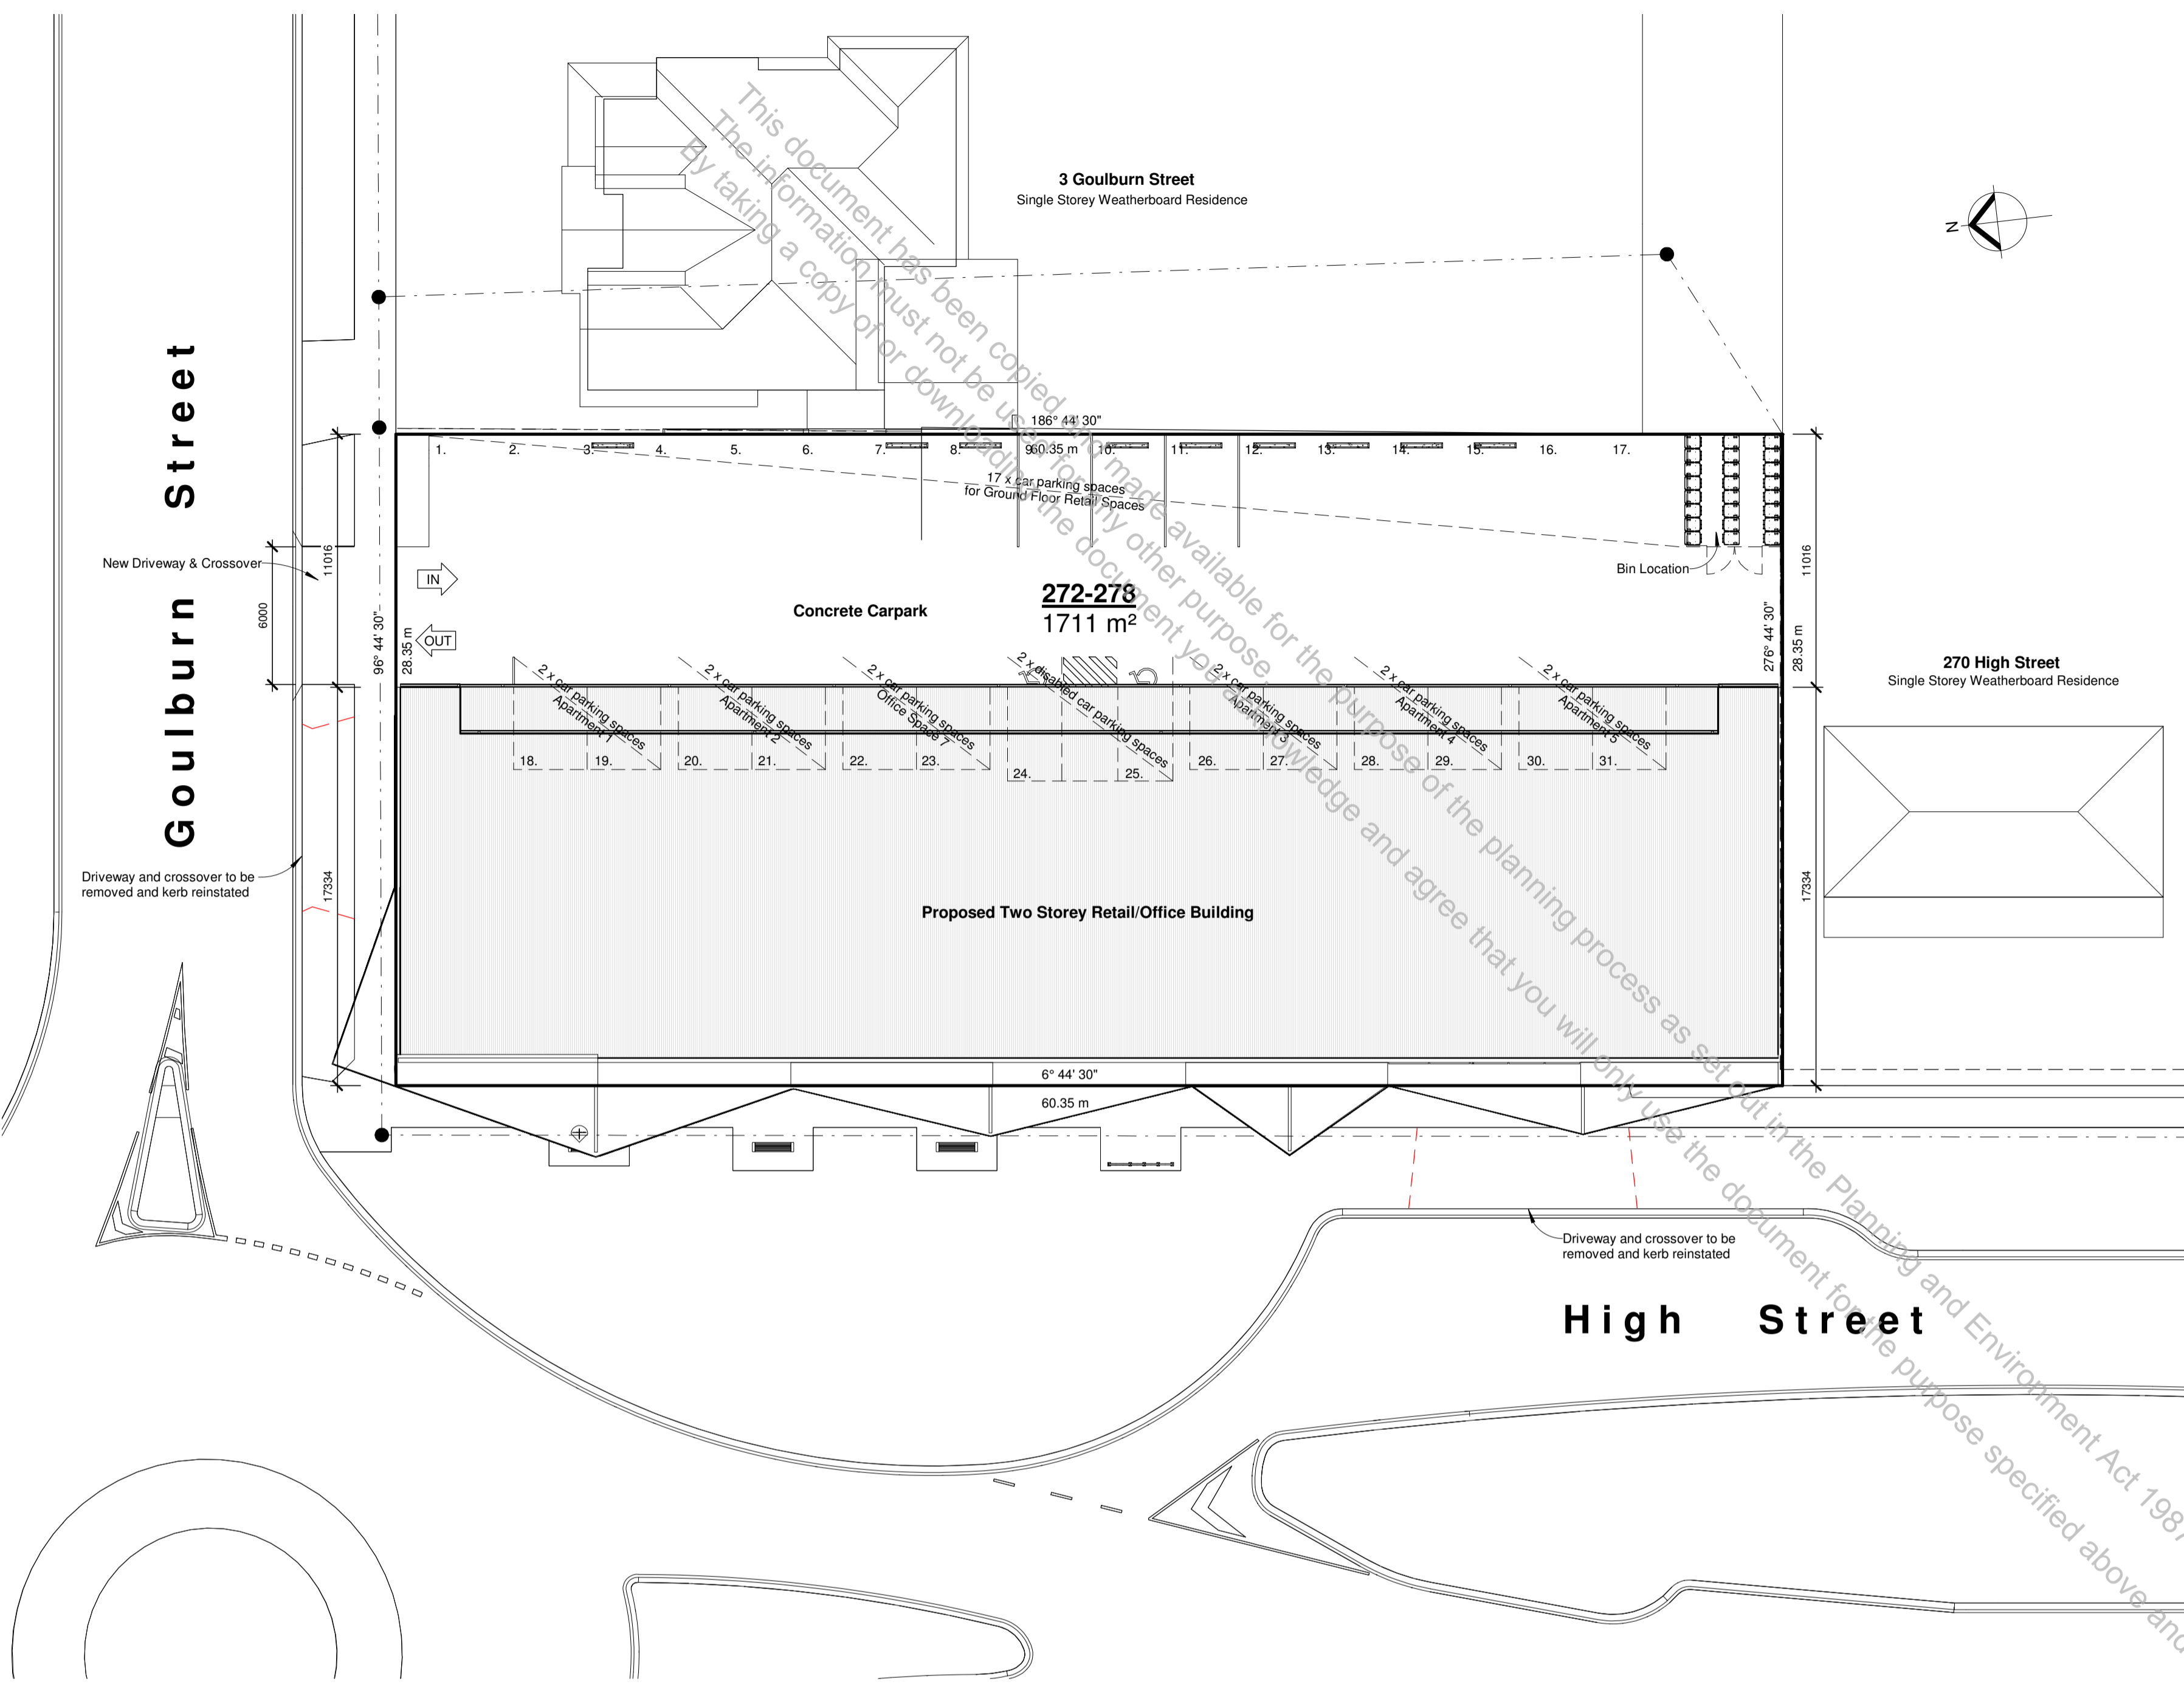 This document has been copied and made available for the purpose of the planning process as set out in the Planning and Environment Act 1987.
The information must not be used for any other purpose.
By taking a copy of or downloading the document you acknowledge and agree that you will only use the document for the purpose specified above and
3 Goulburn Street
Single Storey Weatherboard Residence
N
Goulburn Street
186° 44' 30"
60.35 m
1.
2.
3.
4.
5.
6.
7.
8.
9.
10.
11.
12.
13.
14.
15.
16.
17.
17 x car parking spaces
for Ground Floor Retail Spaces
New Driveway & Crossover
11016
6000
96° 44' 30"
28.35 m
IN
OUT
Concrete Carpark
272-278
1711 m²
Bin Location
276° 44' 30"
28.35 m
11016
270 High Street
Single Storey Weatherboard Residence
2 x car parking spaces
Apartment 1
2 x car parking spaces
Apartment 2
2 x car parking spaces
Office Space 7
2 x disabled car parking spaces
2 x car parking spaces
Apartment 3
2 x car parking spaces
Apartment 4
2 x car parking spaces
Apartment 5
18.
19.
20.
21.
22.
23.
24.
25.
26.
27.
28.
29.
30.
31.
Driveway and crossover to be
removed and kerb reinstated
17334
17334
Proposed Two Storey Retail/Office Building
6° 44' 30"
60.35 m
Driveway and crossover to be
removed and kerb reinstated
High Street